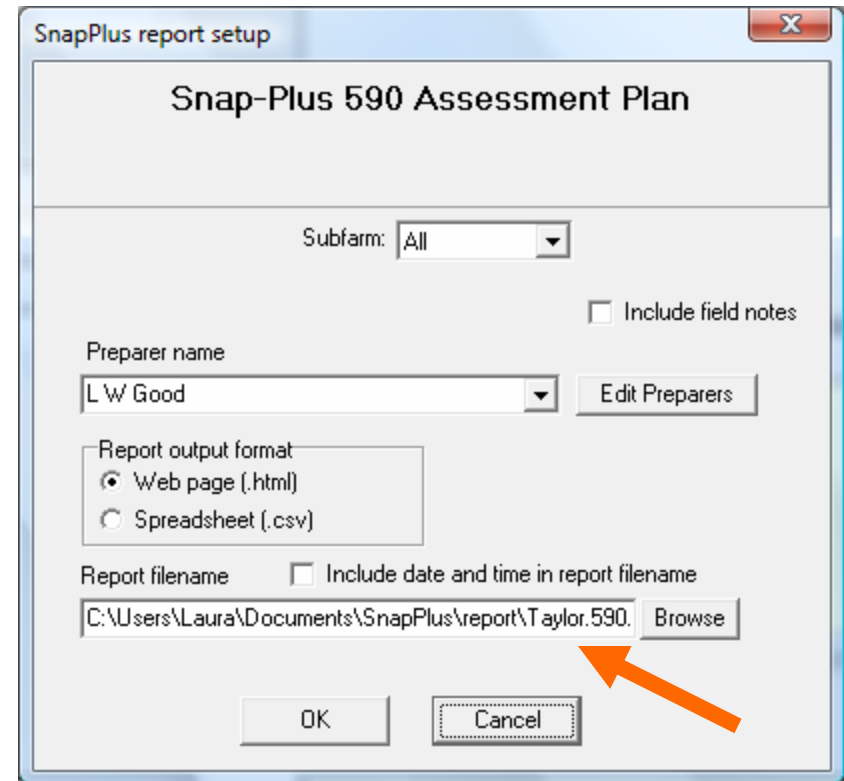 SnapPlus report setup
Snap-Plus 590 Assessment Plan
Subfarm: All
Include field notes
Preparer name
L W Good Edit Preparers
Report output format
Web page (.html)
Spreadsheet (.csv)
Report filename Include date and time in report filename
C:\Users\Laura\Documents\SnapPlus\report\Taylor.590. Browse
OK Cancel